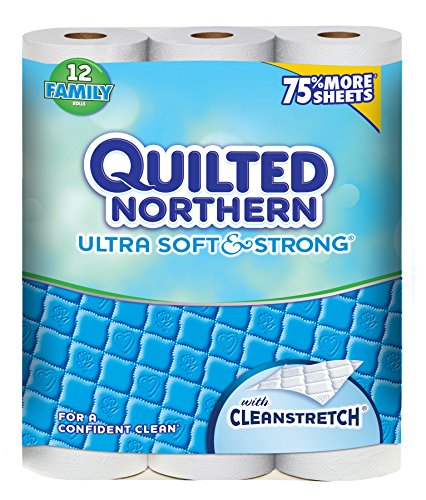 12
FAMILY
ROLLS
75% MORE
SHEETS◊
QUILTED
NORTHERN
ULTRA SOFT & STRONG®
FOR A
CONFIDENT CLEAN*
with
CLEANSTRETCH®